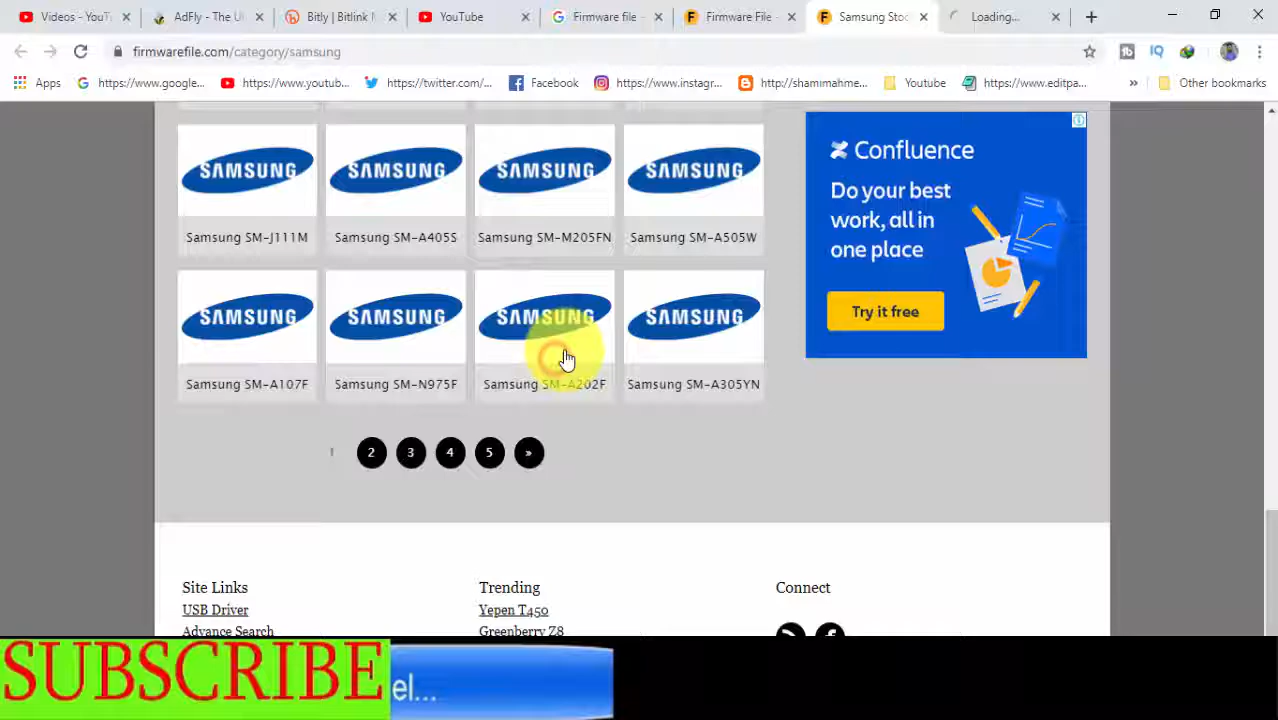 Videos - YouT
AdFly - The U
Bitly | Bitlink M
YouTube
Firmware file -
Firmware File -
Samsung Stoc
Loading...
firmwarefile.com/category/samsung
Apps
https://www.google...
https://www.youtub...
https://twitter.com/...
Facebook
https://www.instagr...
http://shamimahme...
Youtube
https://www.editpa...
Other bookmarks
SAMSUNG SAMSUNG SAMSUNG SAMSUNG
Samsung SM-J111M Samsung SM-A405S Samsung SM-M205FN Samsung SM-A505W
SAMSUNG SAMSUNG SAMSUNG SAMSUNG
Samsung SM-A107F Samsung SM-N975F Samsung SM-A202F Samsung SM-A305YN
Confluence
Do your best
work, all in
one place
Try it free
1 2 3 4 5 »
Site Links
USB Driver
Advance Search
Trending
Yepen T450
Greenberry Z8
Connect
SUBSCRIBE
el...